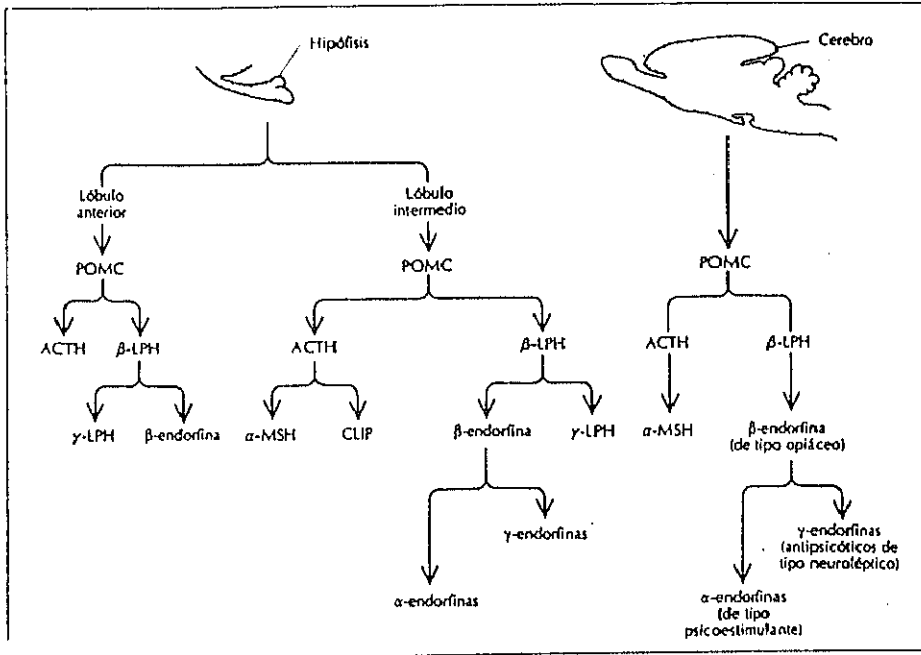 Hipófisis
Cerebro
Lóbulo
anterior
Lóbulo
intermedio
POMC
POMC
POMC
ACTH
β-LPH
ACTH
β-LPH
ACTH
β-LPH
γ-LPH
β-endorfina
α-MSH
CLIP
β-endorfina
γ-LPH
α-MSH
β-endorfina
(de tipo opiáceo)
γ-endorfinas
γ-endorfinas
(antipsicóticos de
tipo neuroléptico)
α-endorfinas
α-endorfinas
(de tipo
psicoestimulante)